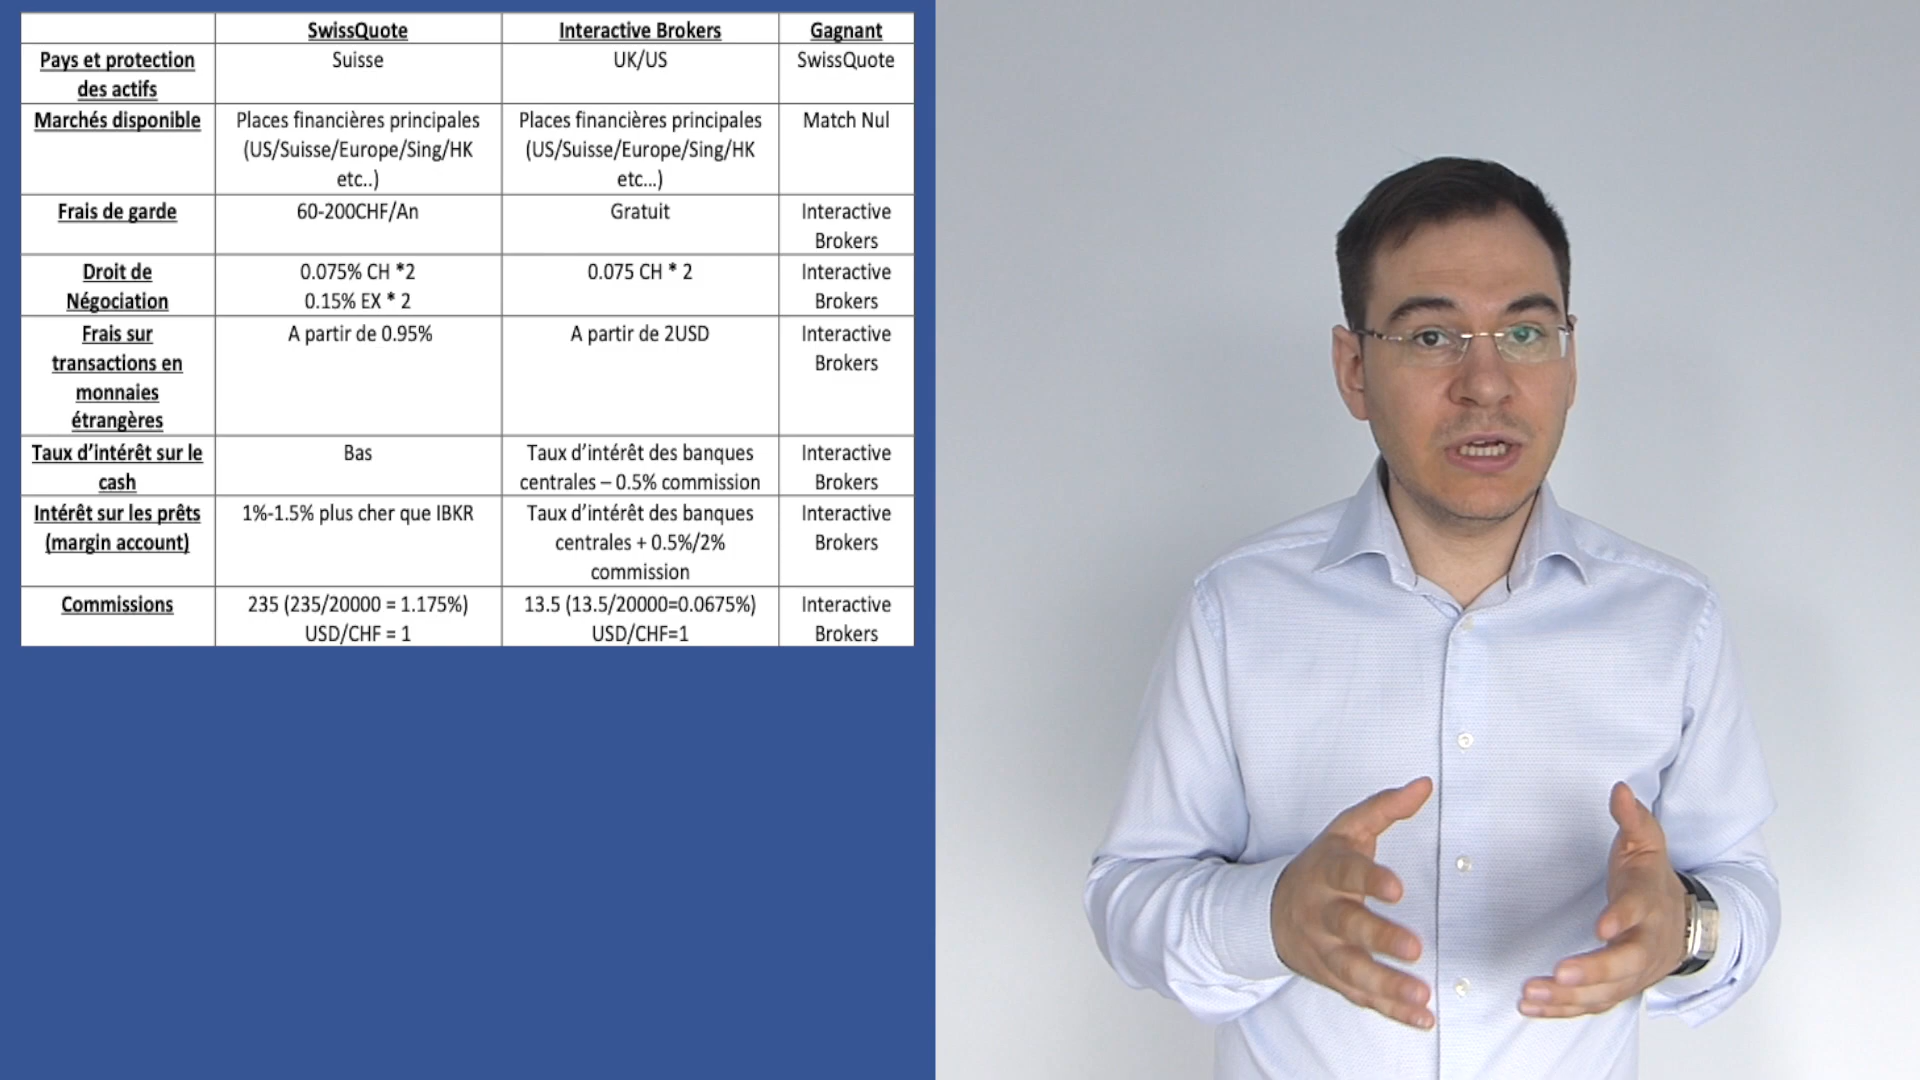 SwissQuote Interactive Brokers Gagnant
Pays et protection des actifs Suisse UK/US SwissQuote
Marchés disponible Places financières principales (US/Suisse/Europe/Sing/HK etc..) Places financières principales (US/Suisse/Europe/Sing/HK etc...) Match Nul
Frais de garde 60-200CHF/An Gratuit Interactive Brokers
Droit de Négociation 0.075% CH *2 0.15% EX * 2 0.075 CH * 2 Interactive Brokers
Frais sur transactions en monnaies étrangères A partir de 0.95% A partir de 2USD Interactive Brokers
Taux d’intérêt sur le cash Bas Taux d’intérêt des banques centrales – 0.5% commission Interactive Brokers
Intérêt sur les prêts (margin account) 1%-1.5% plus cher que IBKR Taux d’intérêt des banques centrales + 0.5%/2% commission Interactive Brokers
Commissions 235 (235/20000 = 1.175%) USD/CHF = 1 13.5 (13.5/20000=0.0675%) USD/CHF=1 Interactive Brokers